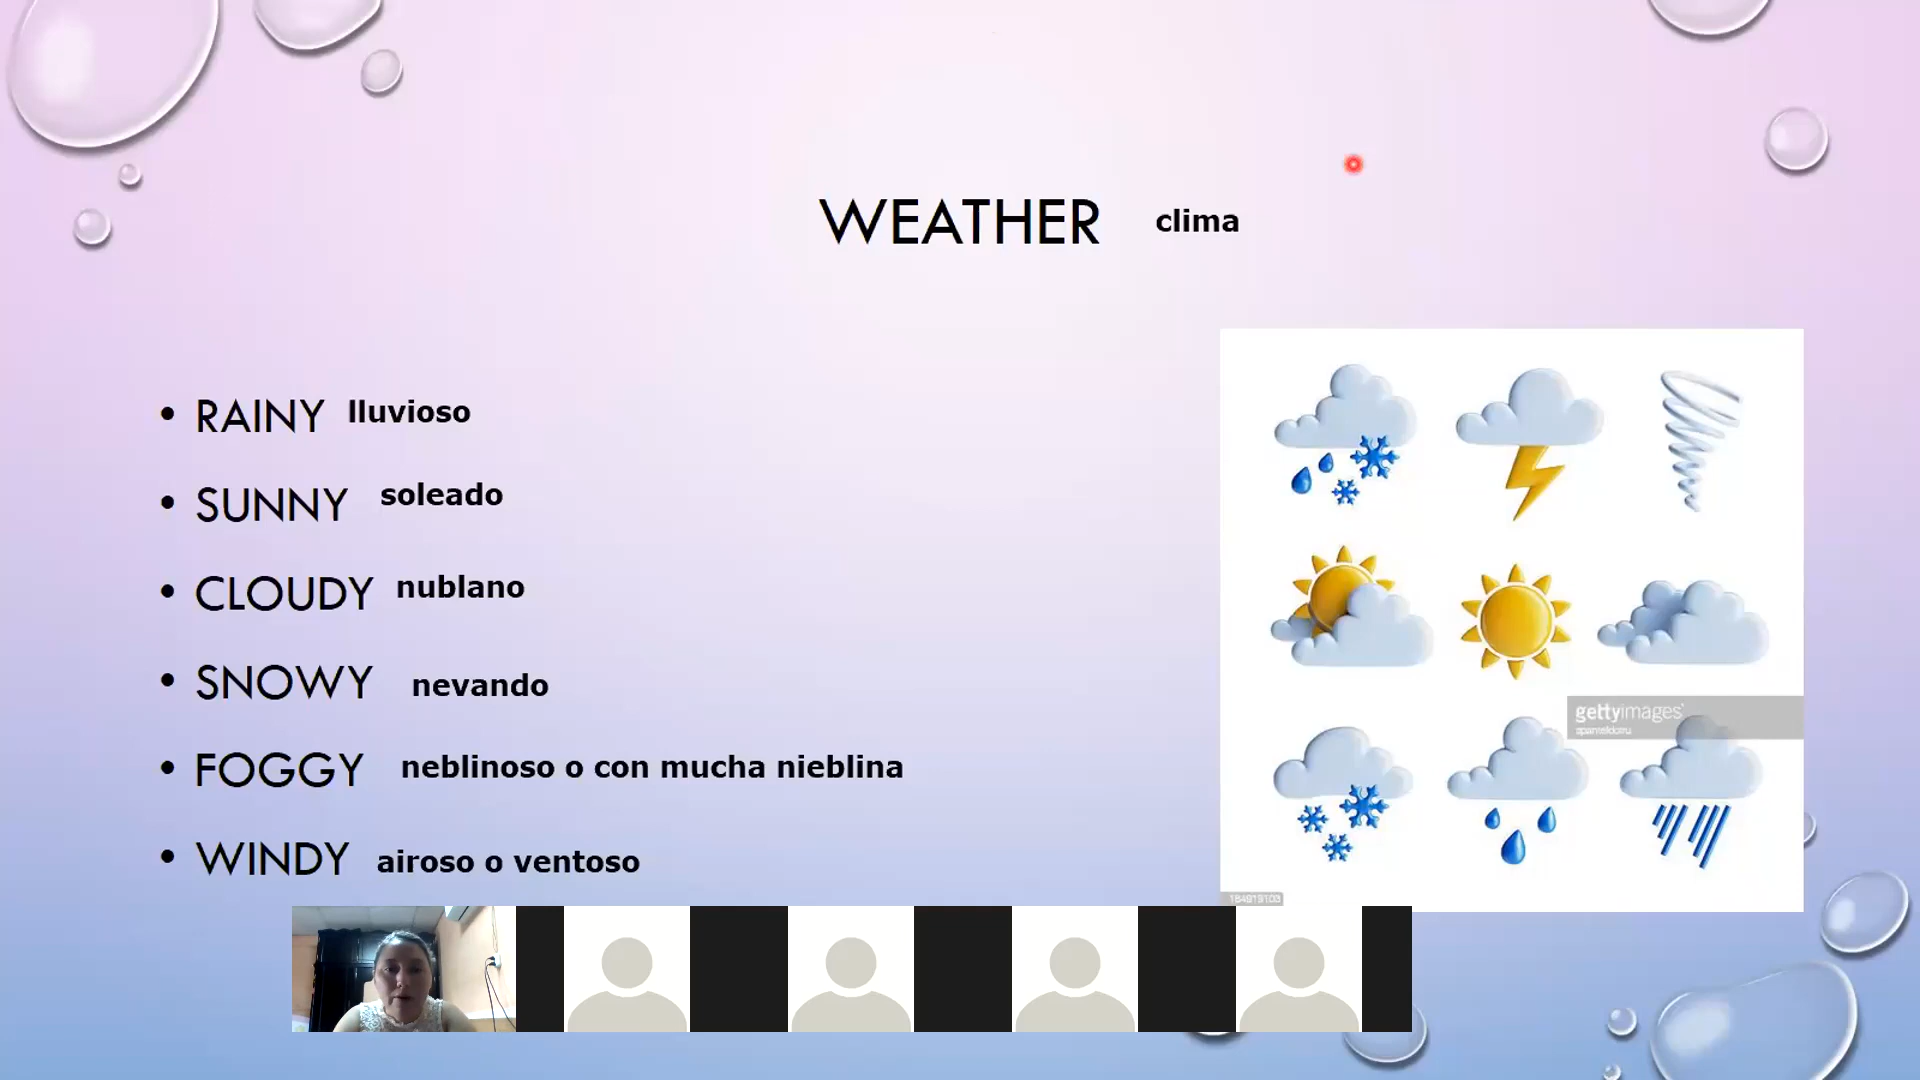 WEATHER clima
RAINY lluvioso
SUNNY soleado
CLOUDY nublano
SNOWY nevando
FOGGY neblinoso o con mucha nieblina
WINDY airoso o ventoso
gettyimages
184919103